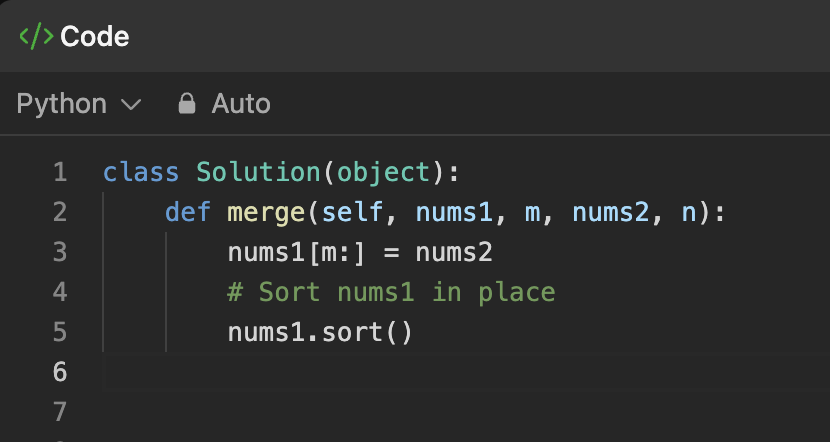 </> Code
Python Auto
1 class Solution(object):
2     def merge(self, nums1, m, nums2, n):
3         nums1[m:] = nums2
4         # Sort nums1 in place
5         nums1.sort()
6
7